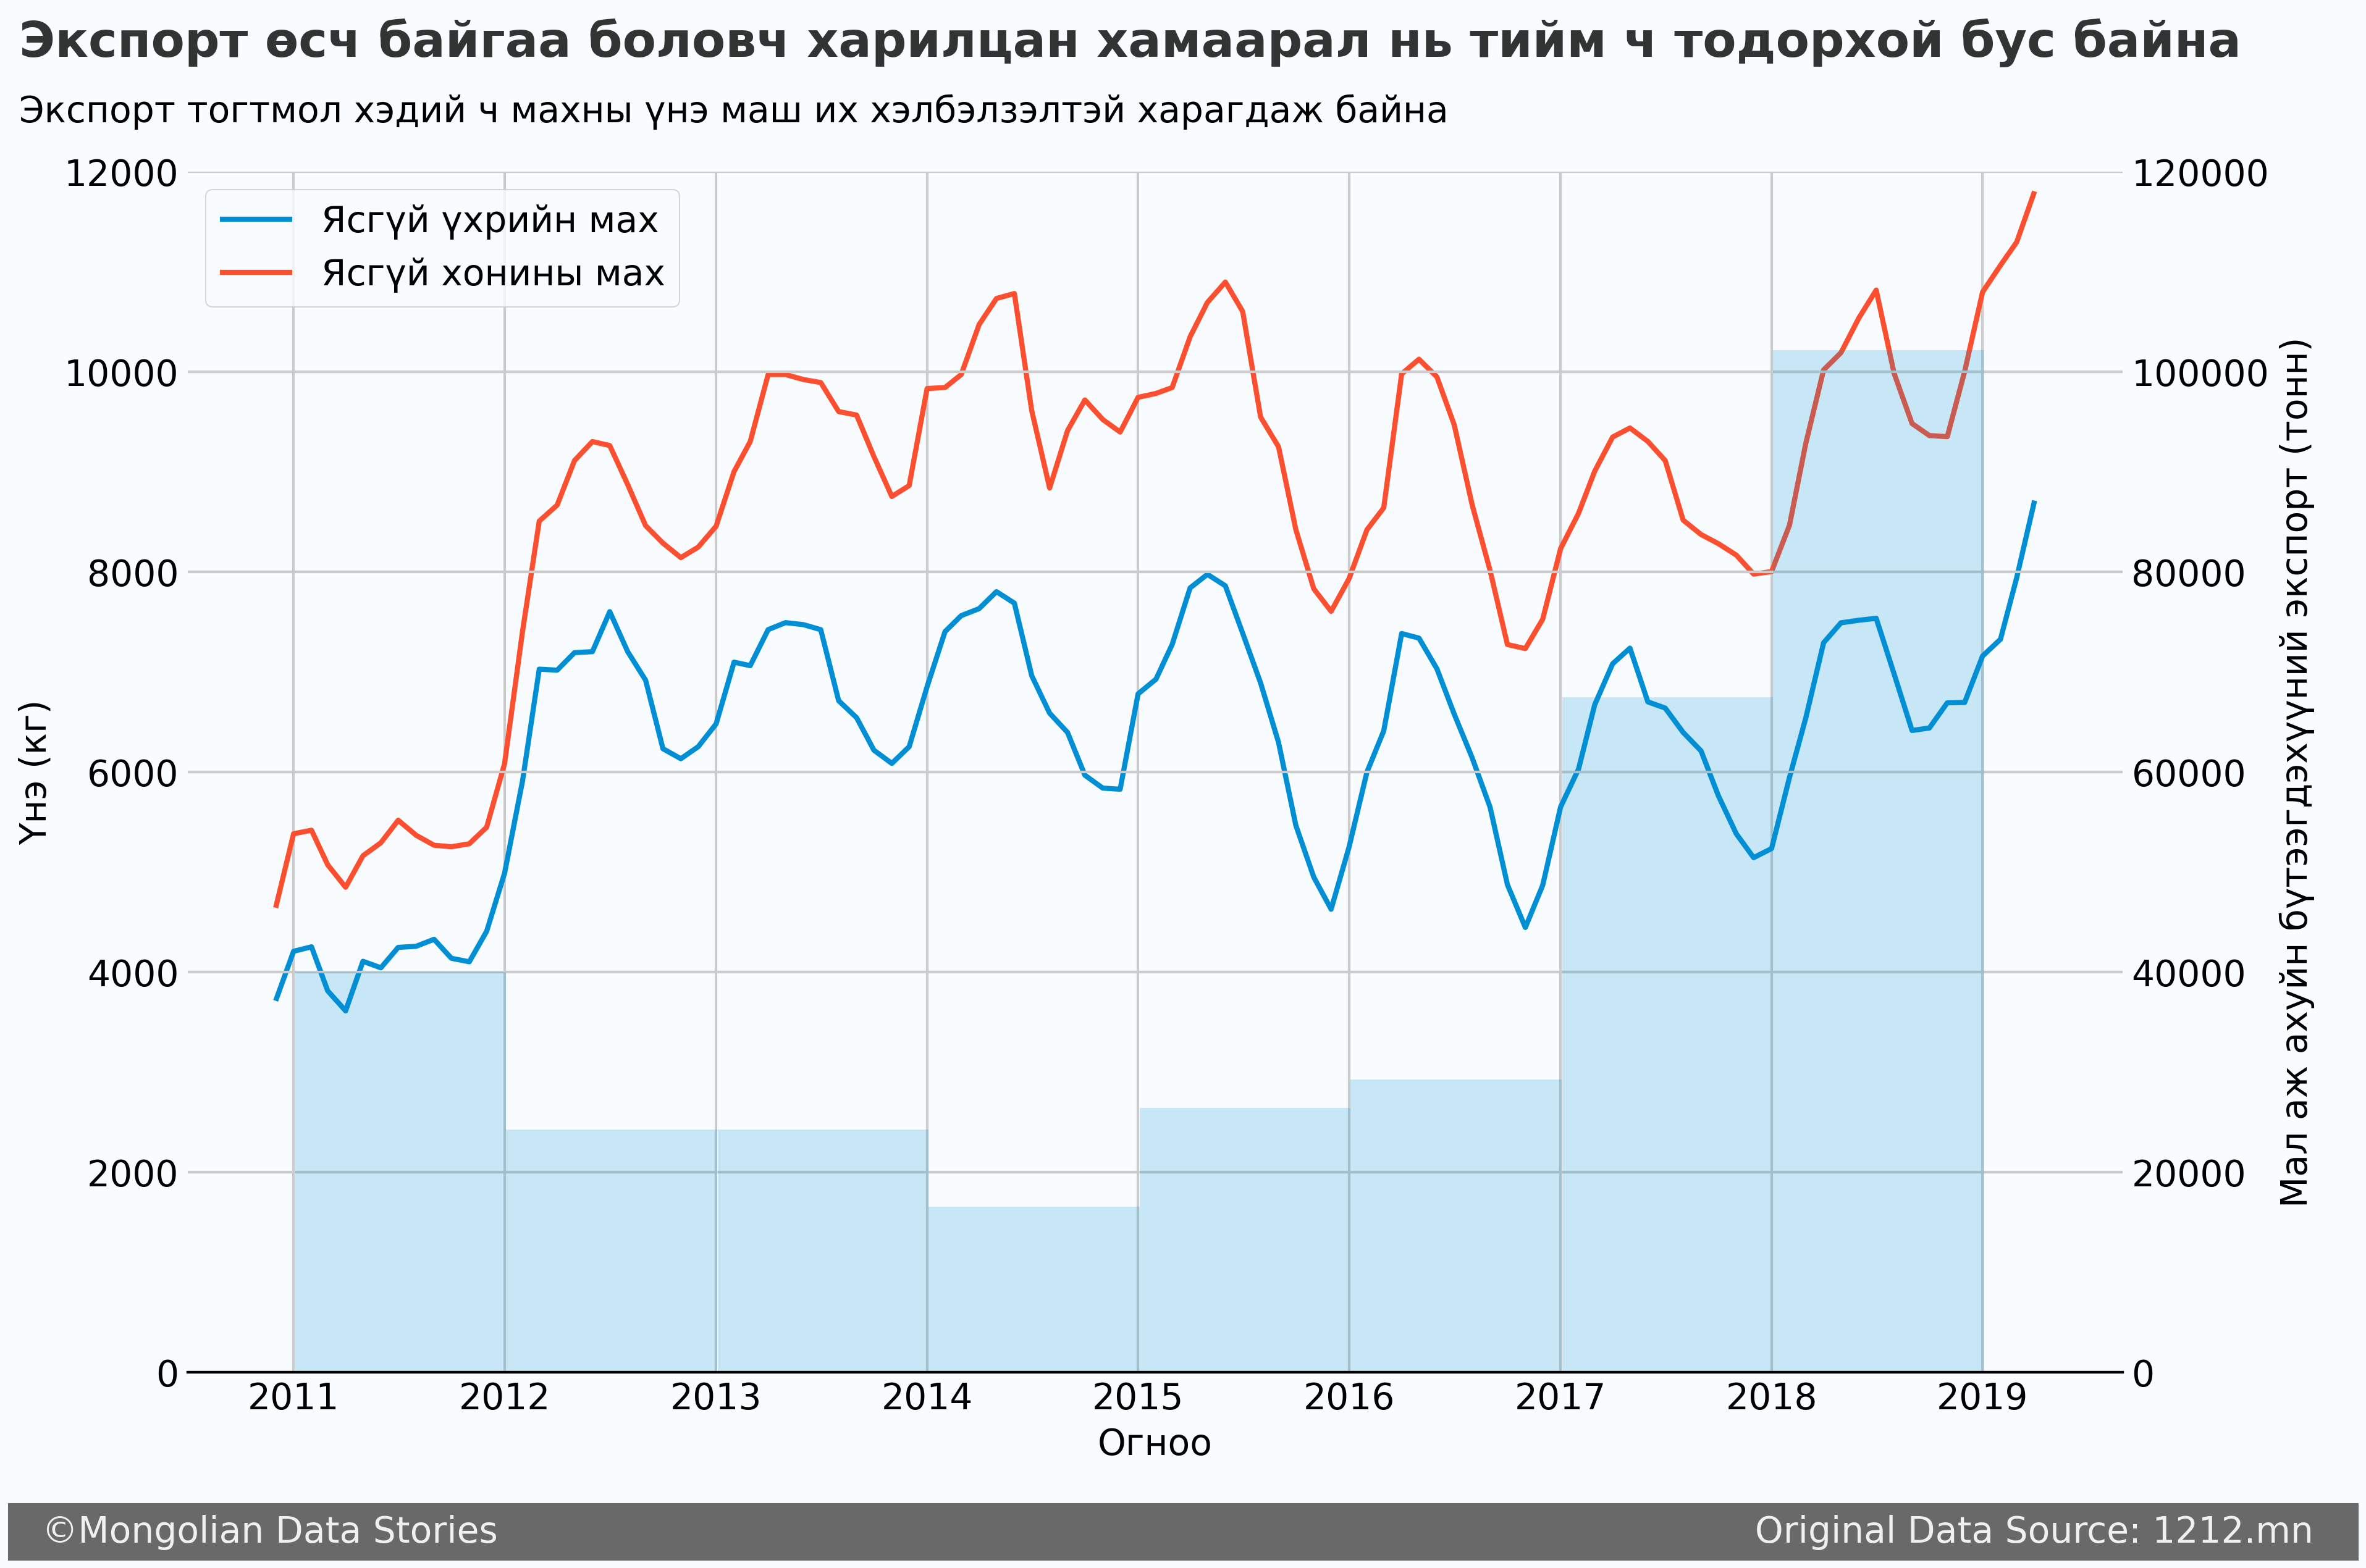 Экспорт өсч байгаа боловч харилцан хамаарал нь тийм ч тодорхой бус байна
Экспорт тогтмол хэдий ч махны үнэ маш их хэлбэлзэлтэй харагдаж байна
Ясгүй үхрийн мах
Ясгүй хонины мах
Үнэ (кг)
12000
10000
8000
6000
4000
2000
0
120000
100000
80000
60000
40000
20000
0
Мал аж ахуйн бүтээгдэхүүний экспорт (тонн)
2011 2012 2013 2014 2015 2016 2017 2018 2019
Огноо
©Mongolian Data Stories
Original Data Source: 1212.mn